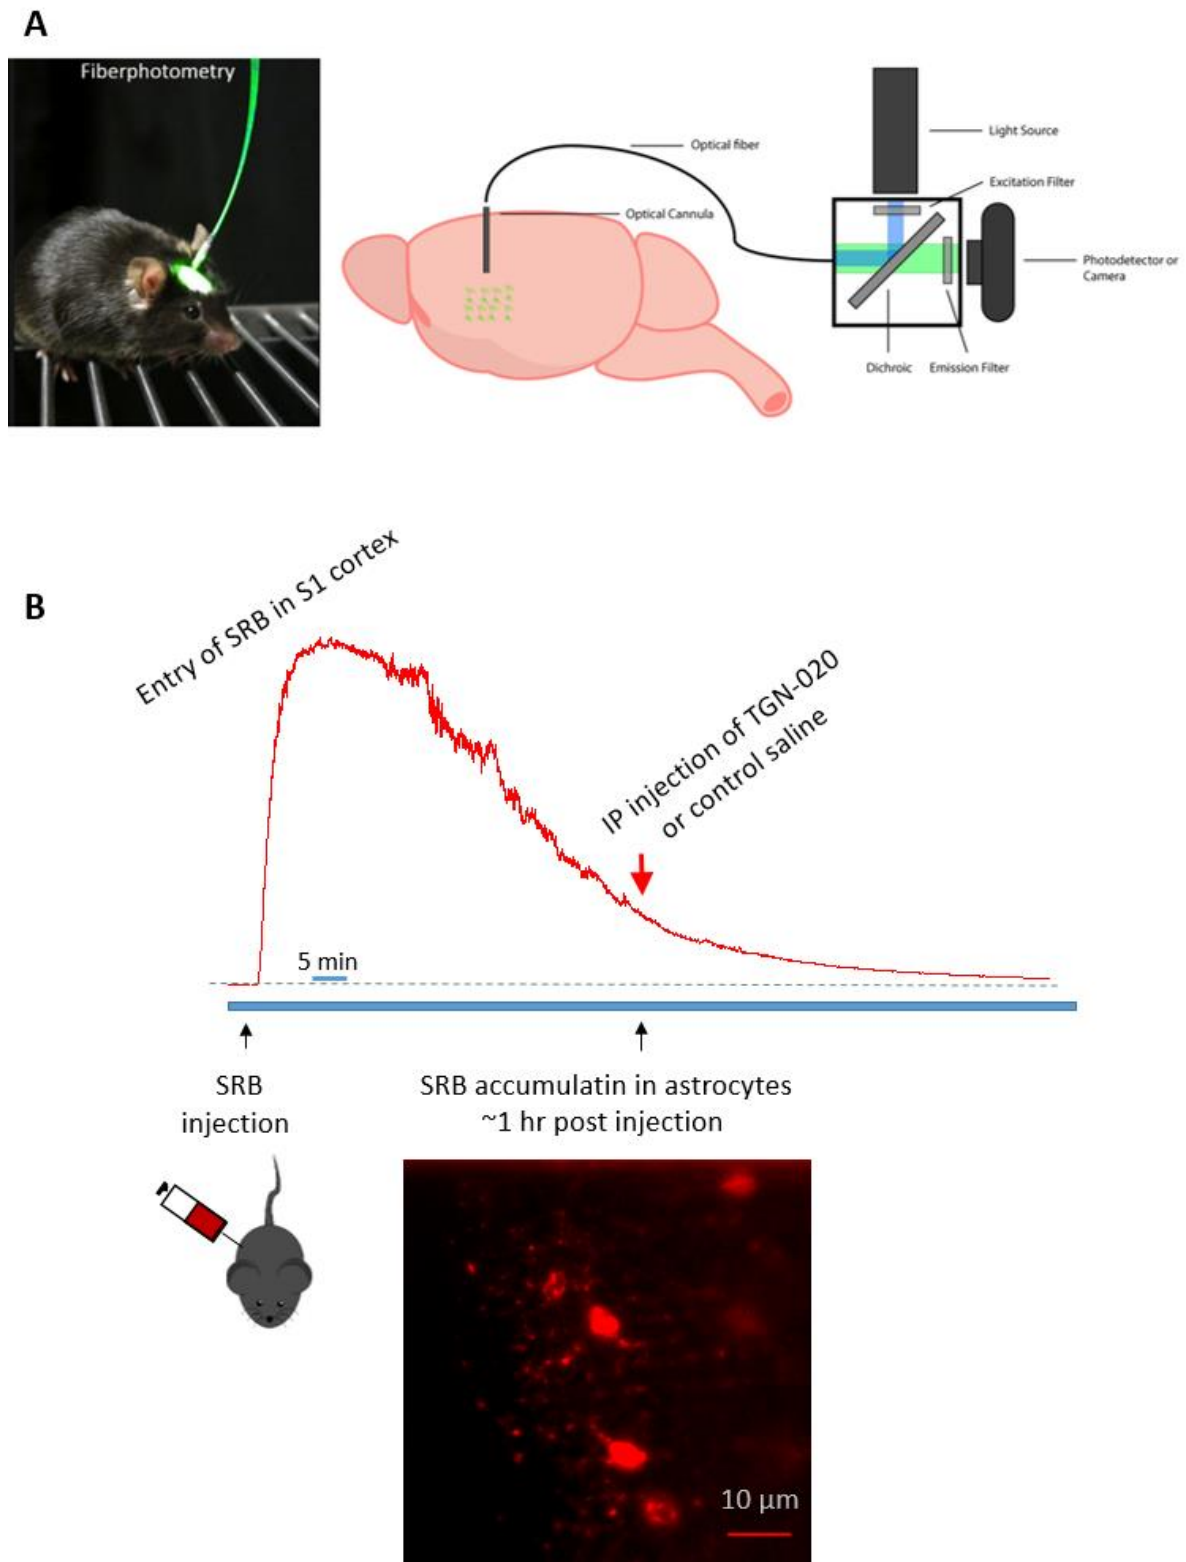 A
Fiberphotometry
Optical fiber
Optical Cannula
Light Source
Excitation Filter
Photodetector or
Camera
Dichroic
Emission Filter
B
Entry of SRB in S1 cortex
IP injection of TGN-020
or control saline
5 min
SRB
injection
SRB accumulatin in astrocytes
~1 hr post injection
10 µm